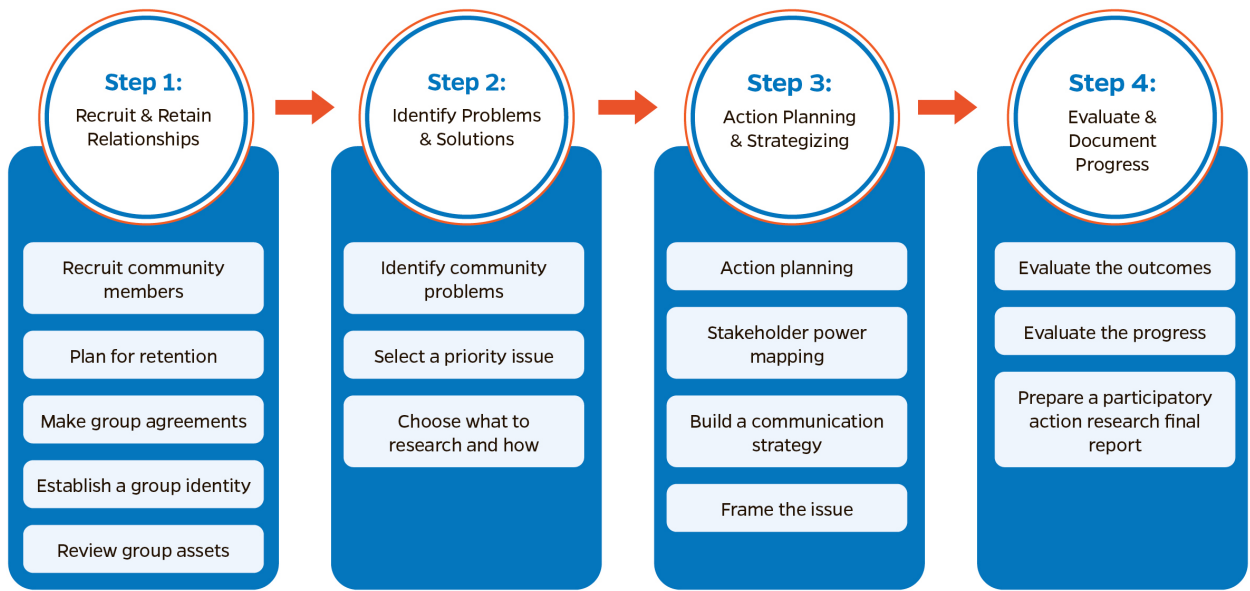 Step 1:
Recruit & Retain
Relationships
Recruit community
members
Plan for retention
Make group agreements
Establish a group identity
Review group assets
Step 2:
Identify Problems
& Solutions
Identify community
problems
Select a priority issue
Choose what to
research and how
Step 3:
Action Planning
& Strategizing
Action planning
Stakeholder power
mapping
Build a communication
strategy
Frame the issue
Step 4:
Evaluate &
Document
Progress
Evaluate the outcomes
Evaluate the progress
Prepare a participatory
action research final
report